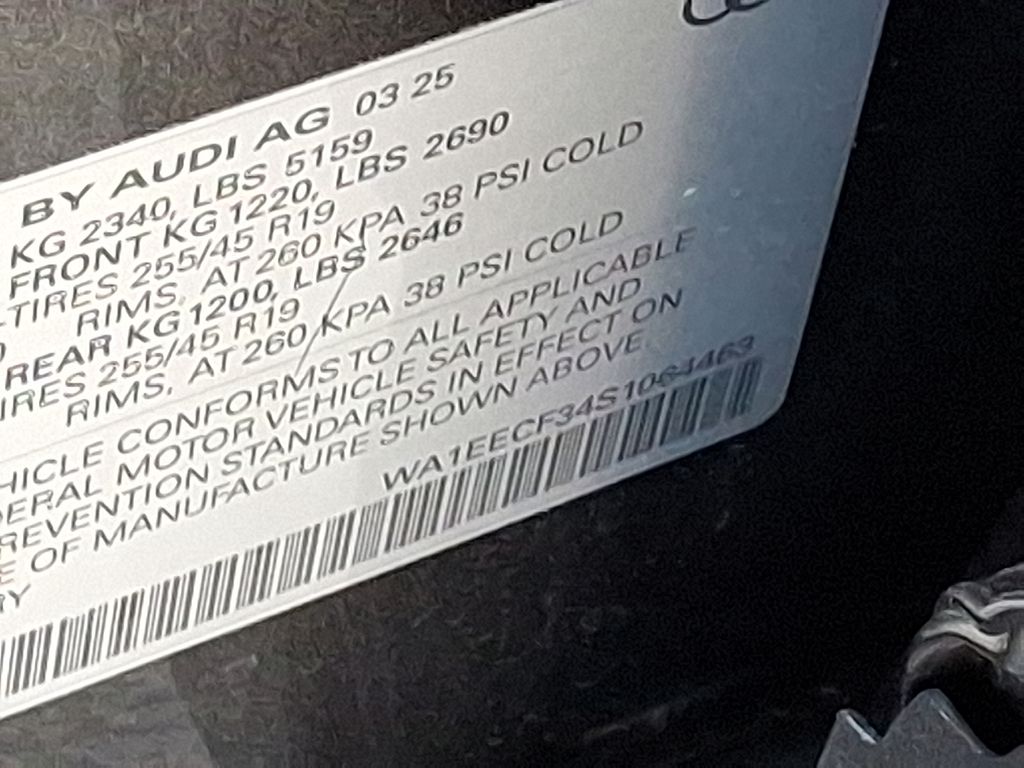 BY AUDI AG 03 25
KG 2340, LBS 5159
FRONT KG 1220, LBS 2690
TIRES 255/45 R19
RIMS, AT 260 KPA 38 PSI COLD
REAR KG 1200, LBS 2646
IRES 255/45 R19
RIMS, AT 260 KPA 38 PSI COLD
HICLE CONFORMS TO ALL APPLICABLE
ERAL MOTOR VEHICLE SAFETY AND
REVENTION STANDARDS IN EFFECT ON
E OF MANUFACTURE SHOWN ABOVE.
WA1EECF34S1064463
RY